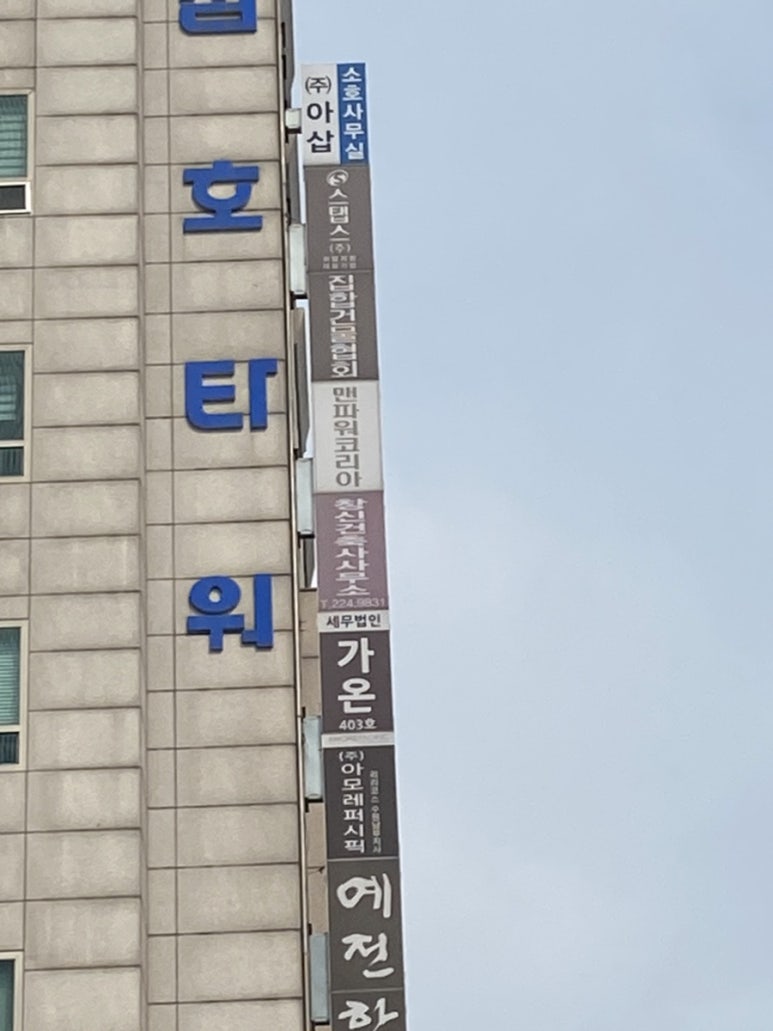 호타워
(주)아삽
소호사무실
스탭스(주)
집합건물협회
맨파워코리아
창신건축사사무소
T 224.9831
세무법인
가온
403호
(주)아모레퍼시픽
예전